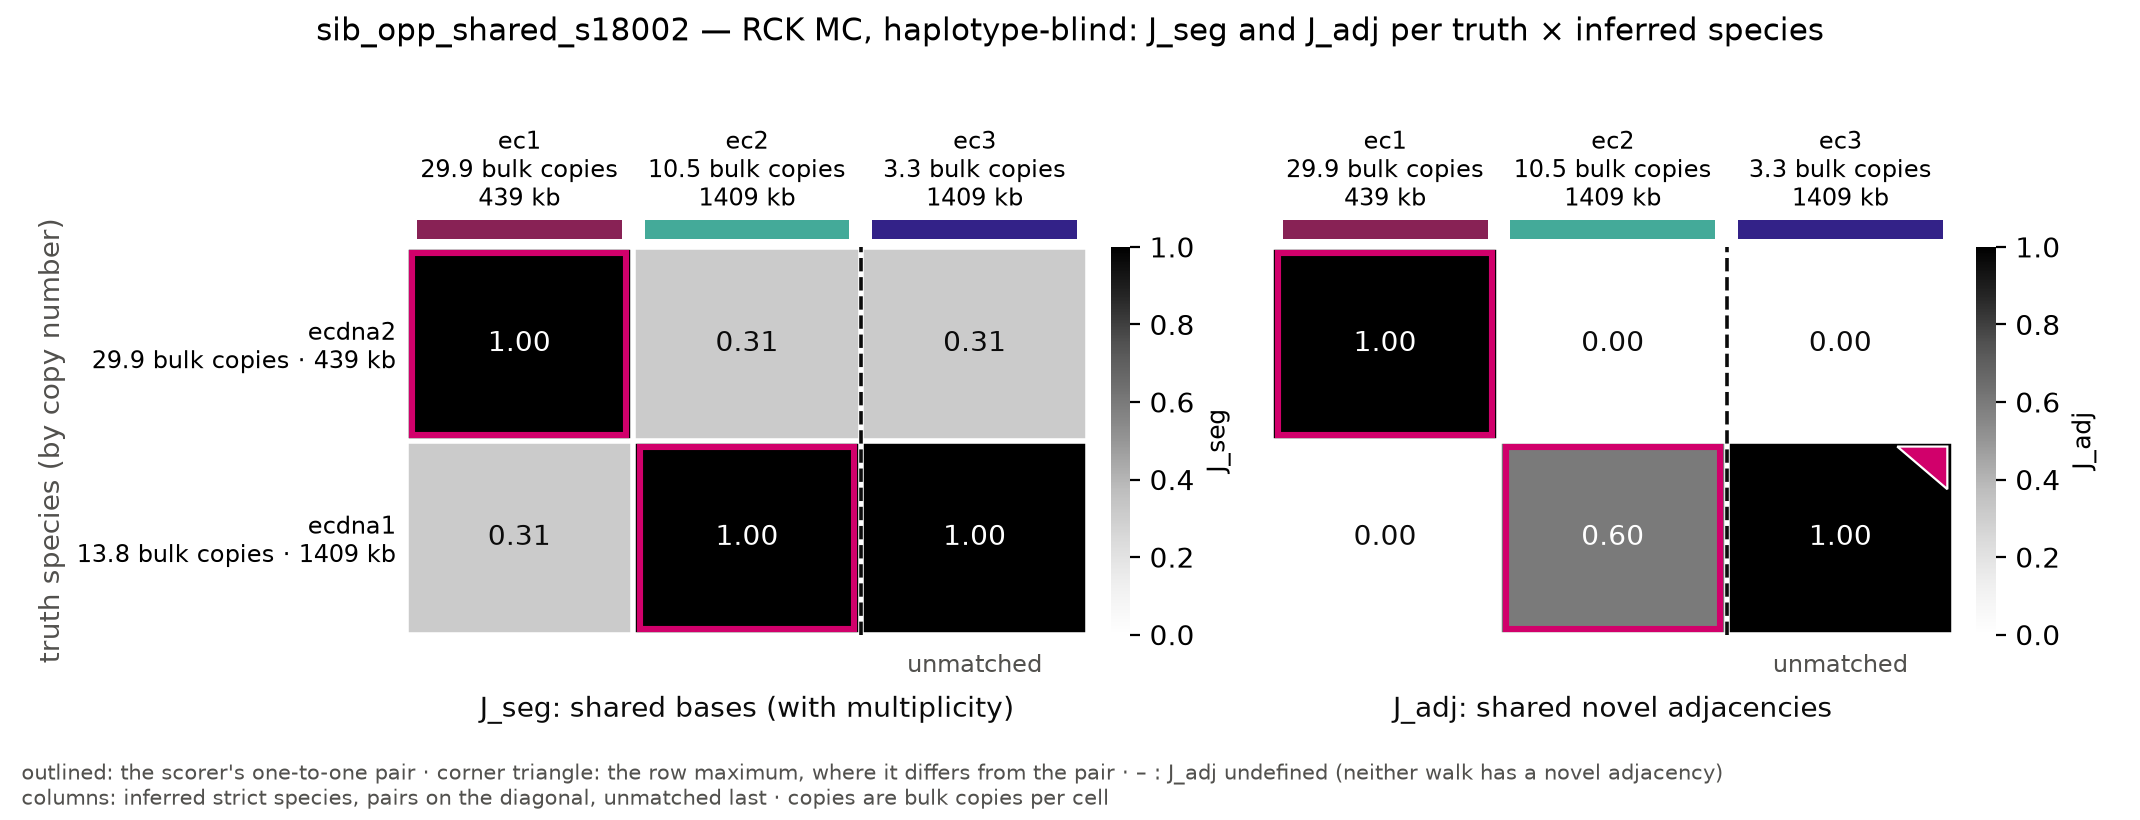 sib_opp_shared_s18002 — RCK MC, haplotype-blind: J_seg and J_adj per truth × inferred species
ec1
29.9 bulk copies
439 kb
ec2
10.5 bulk copies
1409 kb
ec3
3.3 bulk copies
1409 kb
ec1
29.9 bulk copies
439 kb
ec2
10.5 bulk copies
1409 kb
ec3
3.3 bulk copies
1409 kb
truth species (by copy number)
ecdna2
29.9 bulk copies · 439 kb
1.00
0.31
0.31
ecdna1
13.8 bulk copies · 1409 kb
0.31
1.00
1.00
1.0
0.8
0.6
0.4
0.2
0.0
J_seg
1.00
0.00
0.00
0.00
0.60
1.00
1.0
0.8
0.6
0.4
0.2
0.0
J_adj
unmatched
unmatched
J_seg: shared bases (with multiplicity)
J_adj: shared novel adjacencies
outlined: the scorer's one-to-one pair · corner triangle: the row maximum, where it differs from the pair · – : J_adj undefined (neither walk has a novel adjacency)
columns: inferred strict species, pairs on the diagonal, unmatched last · copies are bulk copies per cell